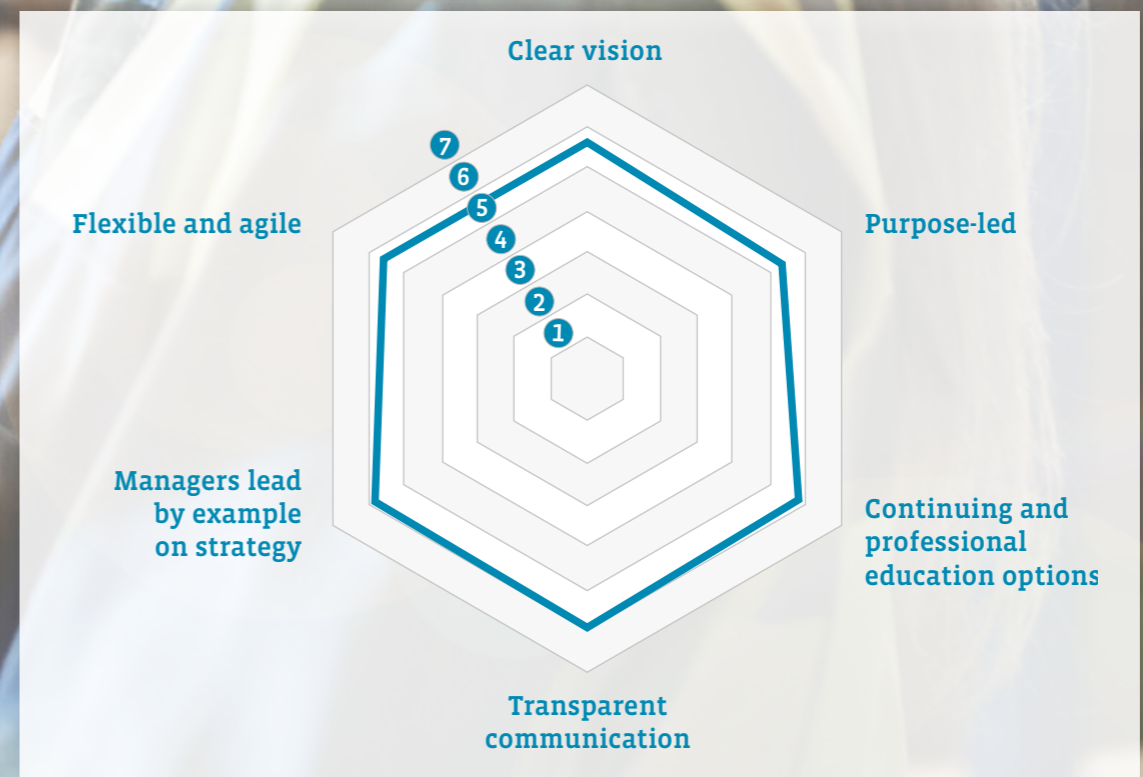 Clear vision
7
6
5
4
3
2
1
Flexible and agile
Purpose-led
Managers lead
by example
on strategy
Continuing and
professional
education options
Transparent
communication